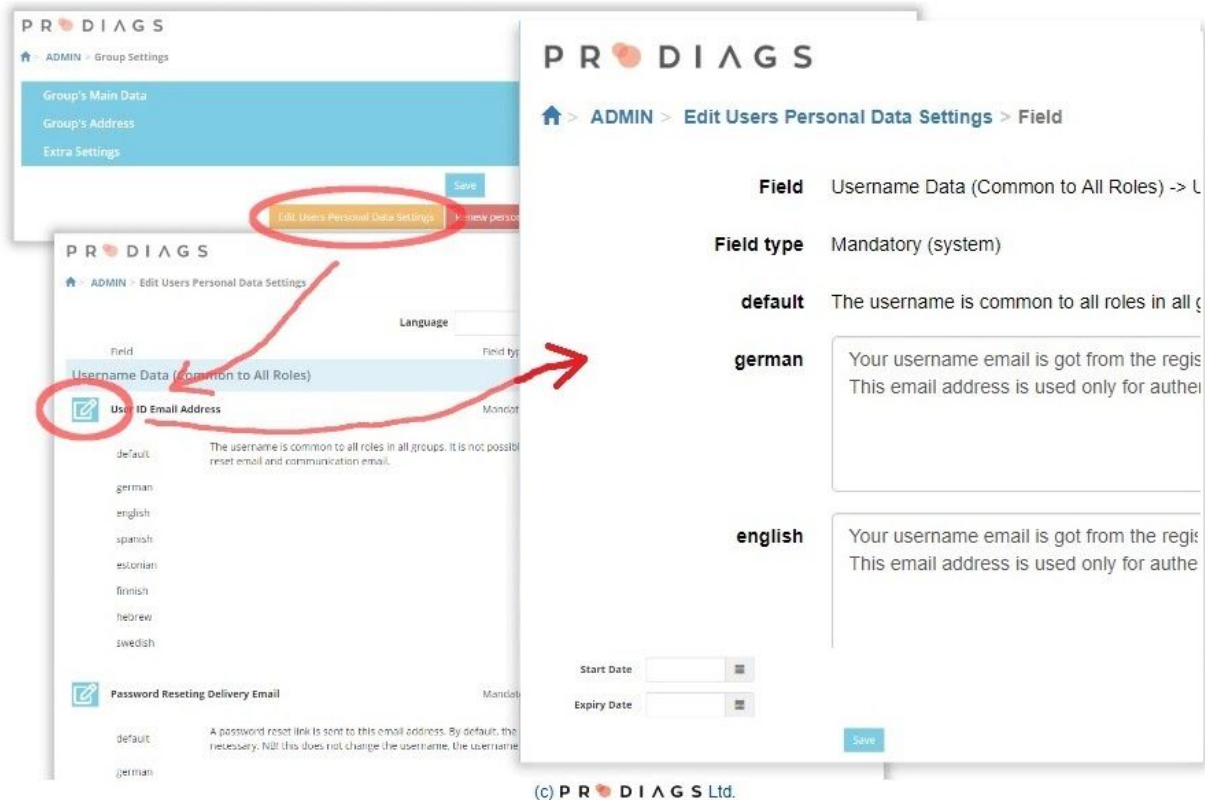 PRODIAGS
> ADMIN > Group Settings
Group's Main Data
Group's Address
Extra Settings
Save
Edit Users Personal Data Settings
Renew person
PRODIAGS
> ADMIN > Edit Users Personal Data Settings
Language
Field
Field typ
Username Data (Common to All Roles)
User ID Email Address
Mandat
default
The username is common to all roles in all groups. It is not possibl
reset email and communication email.
german
english
spanish
estonian
finnish
hebrew
swedish
Password Reseting Delivery Email
Mandat
default
A password reset link is sent to this email address. By default, the
necessary. NB! this does not change the username, the username
german
PRODIAGS
> ADMIN > Edit Users Personal Data Settings > Field
Field Username Data (Common to All Roles) -> U
Field type Mandatory (system)
default The username is common to all roles in all g
german Your username email is got from the regis
This email address is used only for authe
english Your username email is got from the regis
This email address is used only for authe
Start Date
Expiry Date
Save
(c) PRODIAGS Ltd.